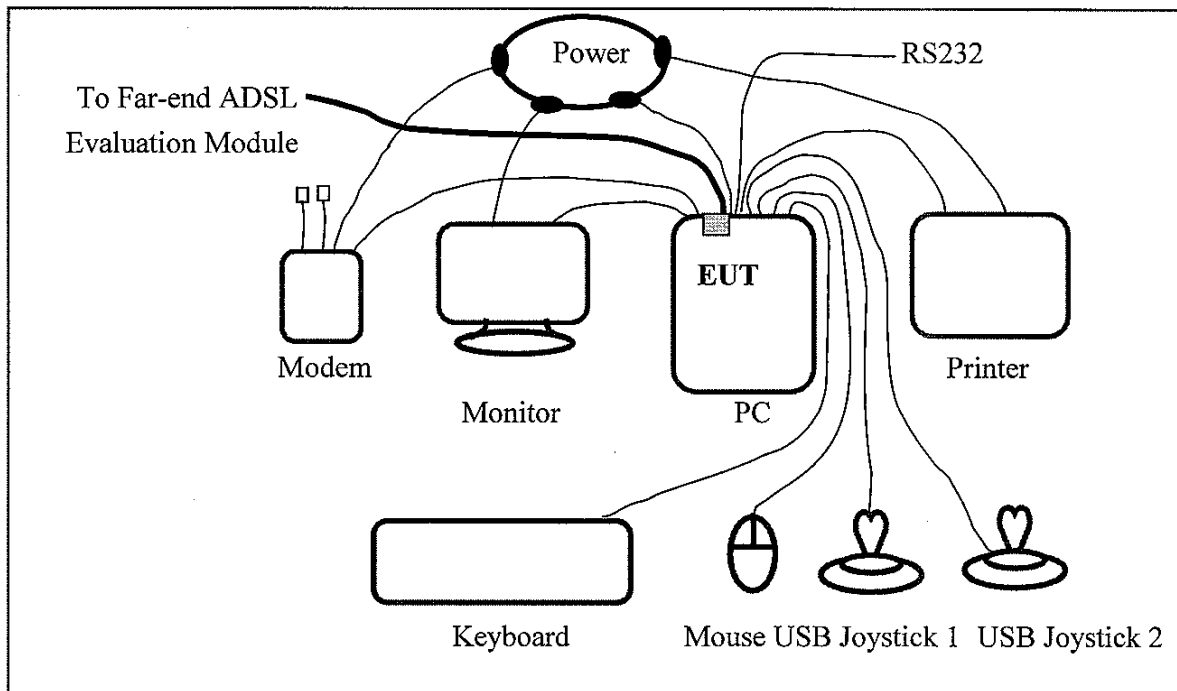 Power
RS232
To Far-end ADSL
Evaluation Module
EUT
Modem
Monitor
PC
Printer
Keyboard
Mouse
USB Joystick 1
USB Joystick 2